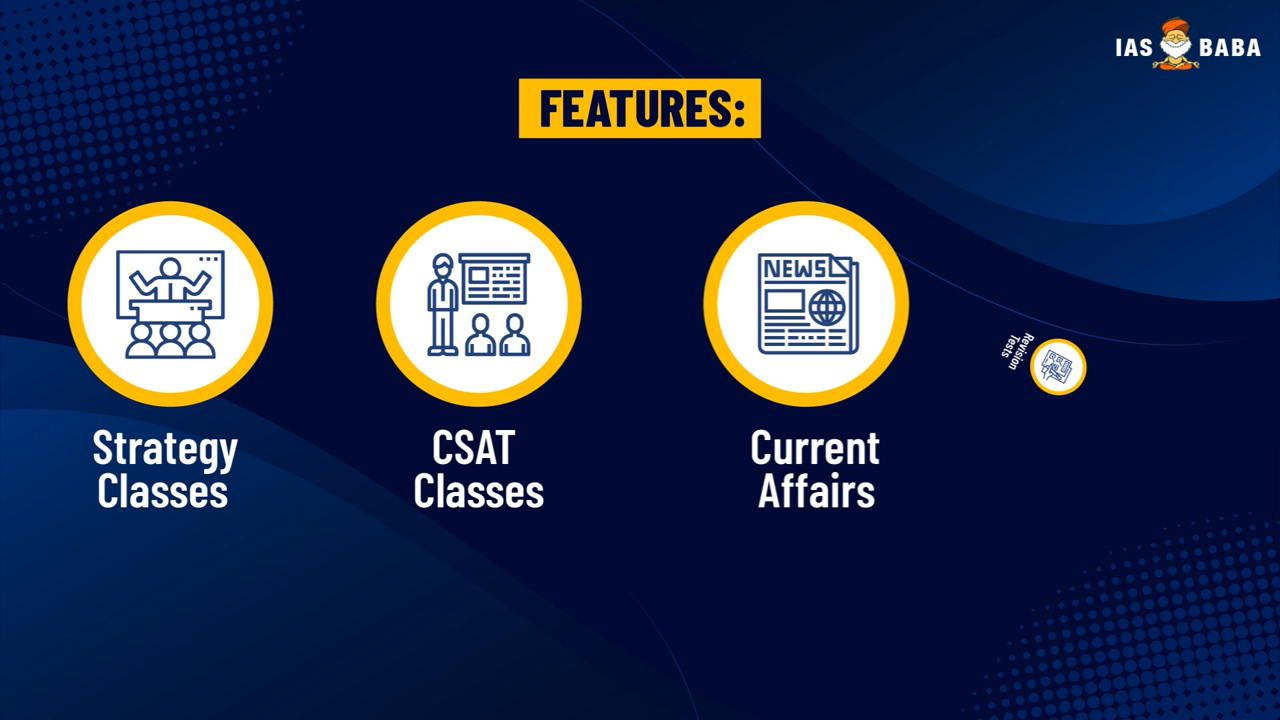 IAS BABA
FEATURES:
NEWS
Strategy
Classes
CSAT
Classes
Current
Affairs
Revision
Tests